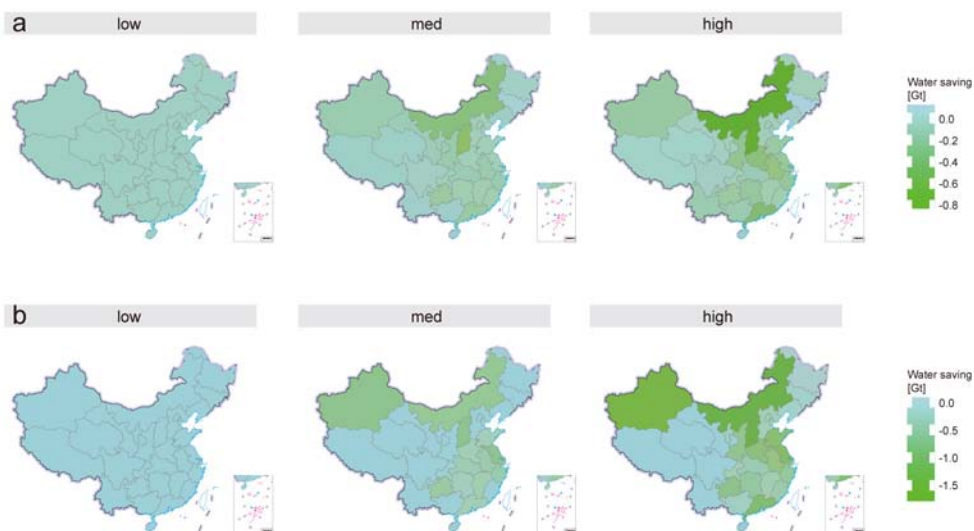 a
low
med
high
Water saving
[Gt]
0.0
-0.2
-0.4
-0.6
-0.8
b
low
med
high
Water saving
[Gt]
0.0
-0.5
-1.0
-1.5